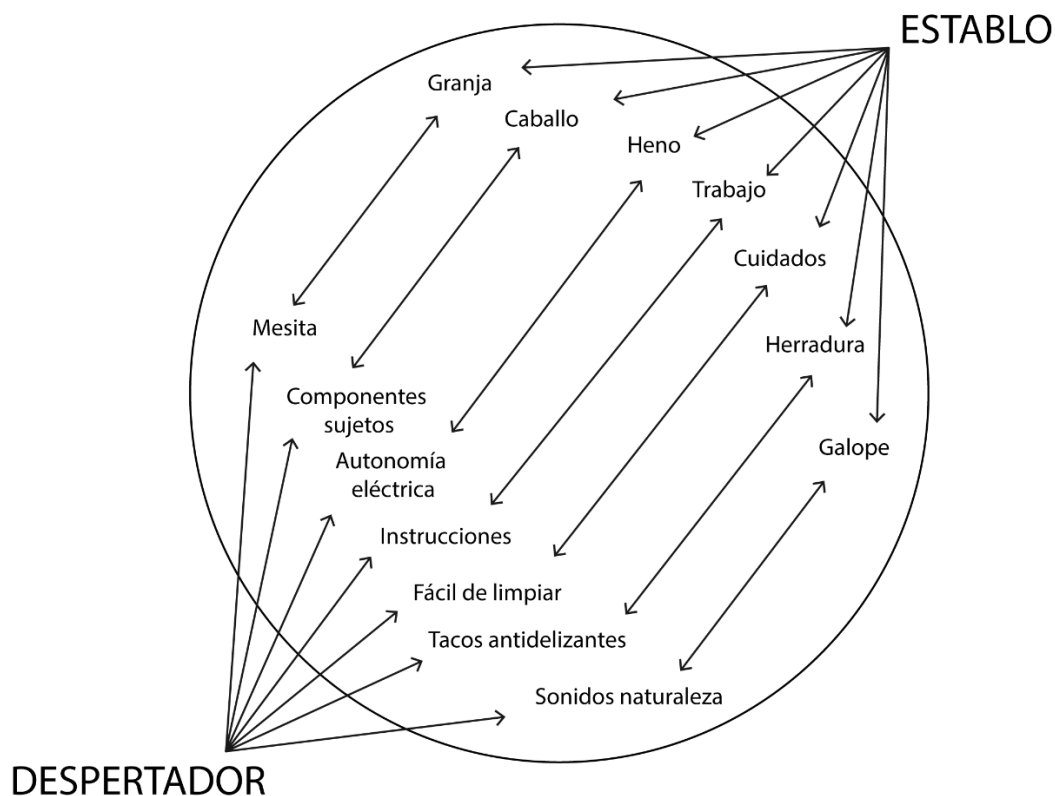 ESTABLO
Granja
Caballo
Heno
Trabajo
Cuidados
Herradura
Galope
Mesita
Componentes
sujetos
Autonomía
eléctrica
Instrucciones
Fácil de limpiar
Tacos antidelizantes
Sonidos naturaleza
DESPERTADOR